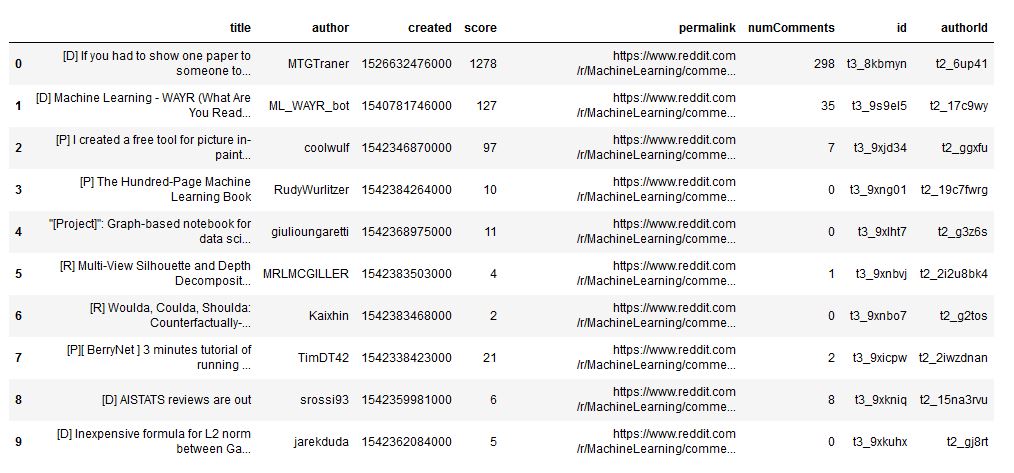 title author created score permalink numComments id authorId
0 [D] If you had to show one paper to someone to... MTGTraner 1526632476000 1278 https://www.reddit.com/r/MachineLearning/comme... 298 t3_8kbmyn t2_6up41
1 [D] Machine Learning - WAYR (What Are You Read... ML_WAYR_bot 1540781746000 127 https://www.reddit.com/r/MachineLearning/comme... 35 t3_9s9el5 t2_17c9wy
2 [P] I created a free tool for picture in-paint... coolwulf 1542346870000 97 https://www.reddit.com/r/MachineLearning/comme... 7 t3_9xjd34 t2_ggxfu
3 [P] The Hundred-Page Machine Learning Book RudyWurlitzer 1542384264000 10 https://www.reddit.com/r/MachineLearning/comme... 0 t3_9xng01 t2_19c7fwrg
4 "[Project]": Graph-based notebook for data sci... giulioungaretti 1542368975000 11 https://www.reddit.com/r/MachineLearning/comme... 0 t3_9xlht7 t2_g3z6s
5 [R] Multi-View Silhouette and Depth Decomposit... MRLMCGILLER 1542383503000 4 https://www.reddit.com/r/MachineLearning/comme... 1 t3_9xnbvj t2_2i2u8bk4
6 [R] Woulda, Coulda, Shoulda: Counterfactually-... Kaixhin 1542383468000 2 https://www.reddit.com/r/MachineLearning/comme... 0 t3_9xnbo7 t2_g2tos
7 [P][ BerryNet ] 3 minutes tutorial of running ... TimDT42 1542338423000 21 https://www.reddit.com/r/MachineLearning/comme... 2 t3_9xicpw t2_2iwzdnan
8 [D] AISTATS reviews are out srossi93 1542359981000 6 https://www.reddit.com/r/MachineLearning/comme... 8 t3_9xkniq t2_15na3rvu
9 [D] Inexpensive formula for L2 norm between Ga... jarekduda 1542362084000 5 https://www.reddit.com/r/MachineLearning/comme... 0 t3_9xkuhx t2_gj8rt